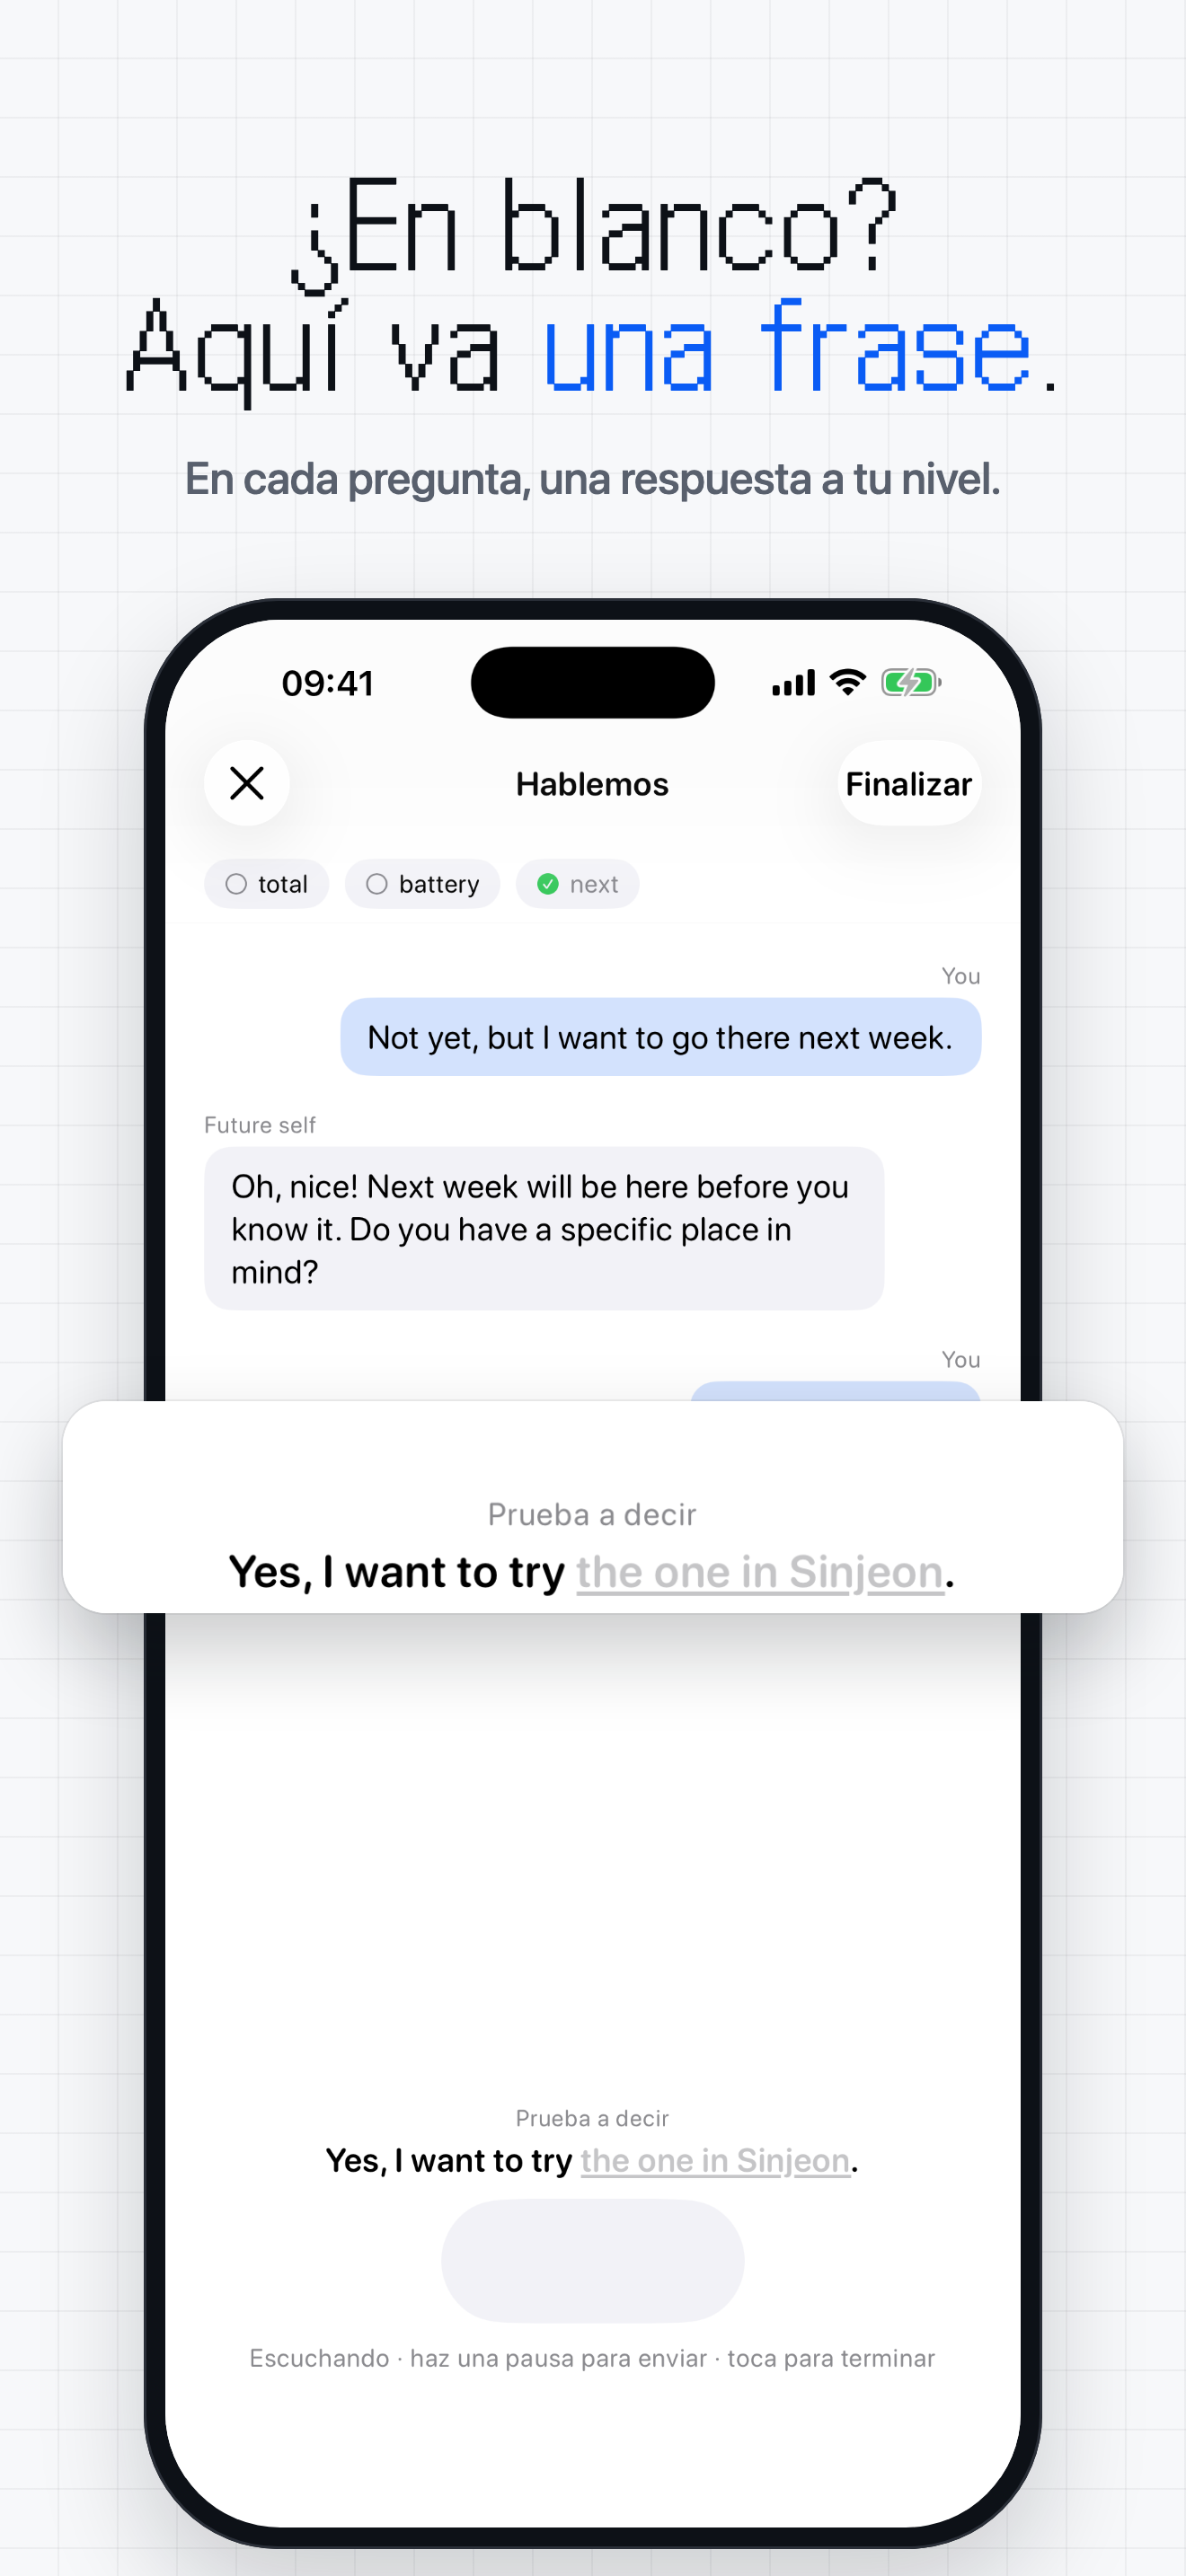 ¿En blanco?
Aquí va una frase.
En cada pregunta, una respuesta a tu nivel.
09:41
Hablemos
Finalizar
total
battery
next
You
Not yet, but I want to go there next week.
Future self
Oh, nice! Next week will be here before you
know it. Do you have a specific place in
mind?
You
Prueba a decir
Yes, I want to try the one in Sinjeon.
Prueba a decir
Yes, I want to try the one in Sinjeon.
Escuchando · haz una pausa para enviar · toca para terminar